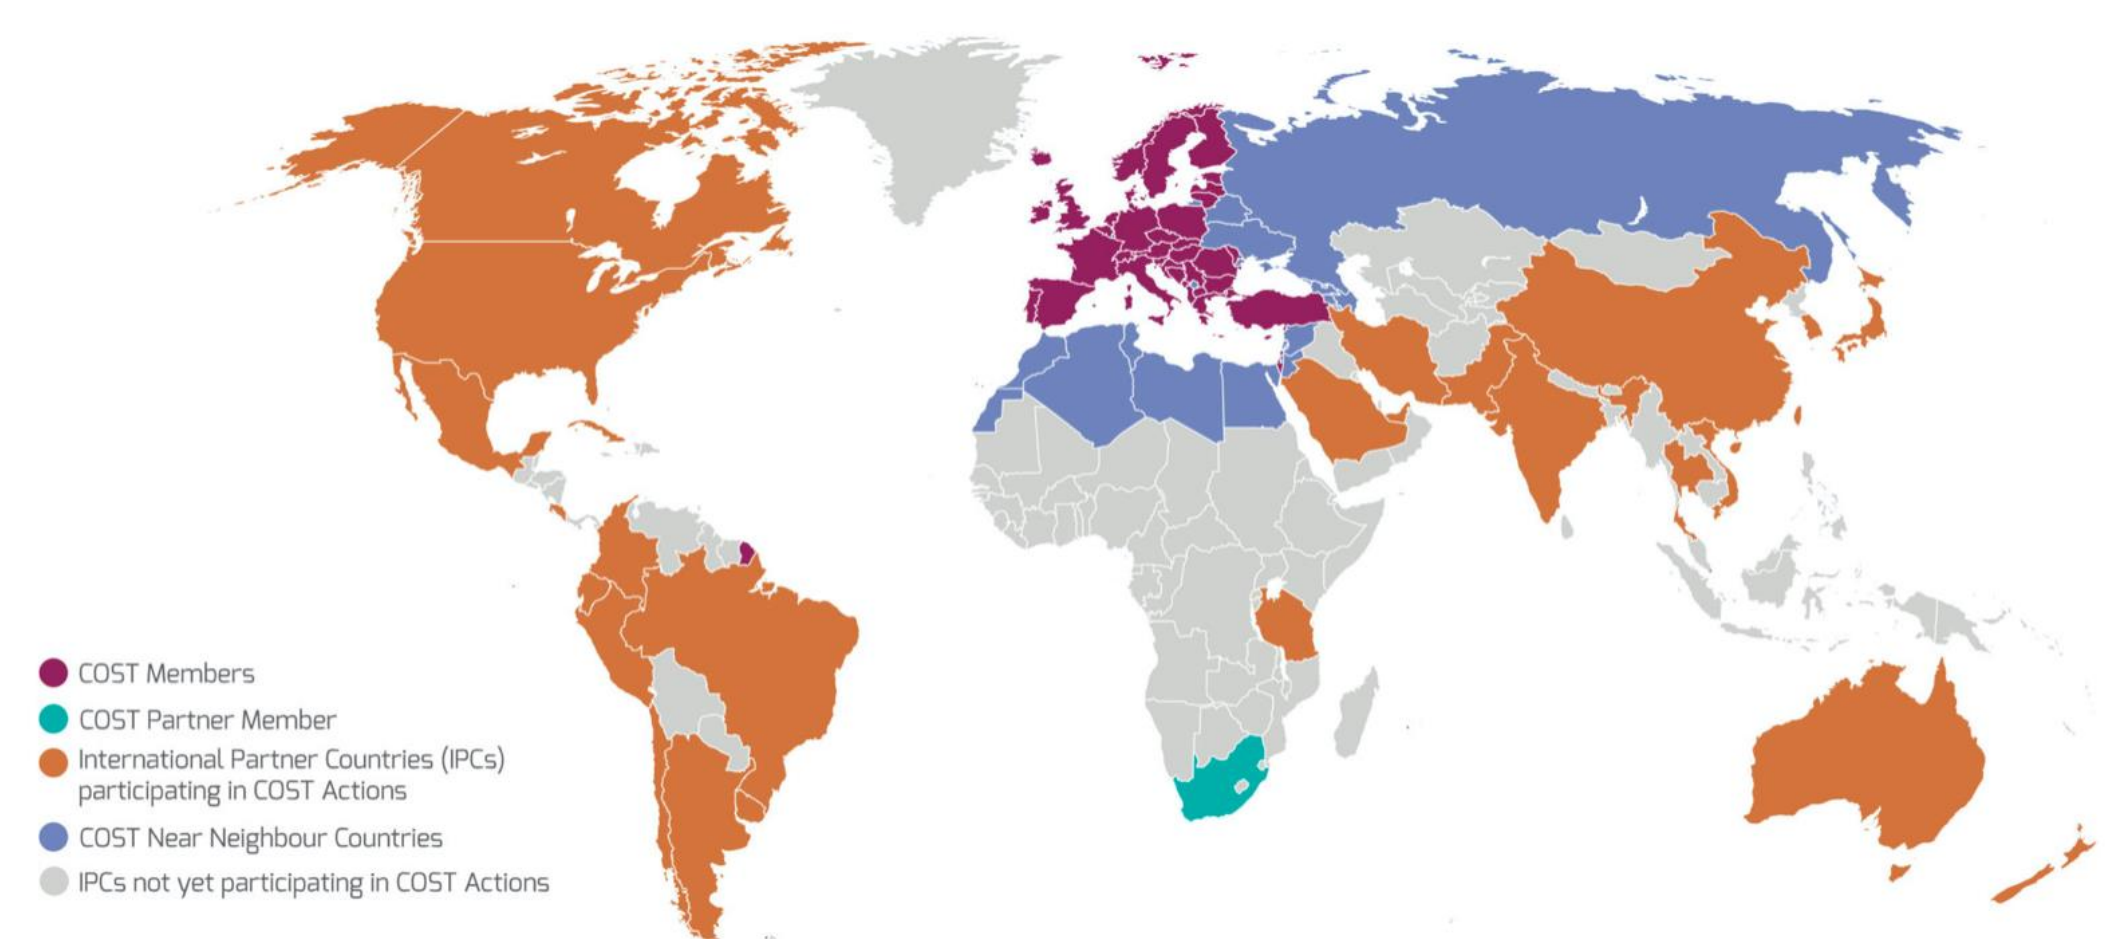 COST Members
COST Partner Member
International Partner Countries (IPCs)
participating in COST Actions
COST Near Neighbour Countries
IPCs not yet participating in COST Actions